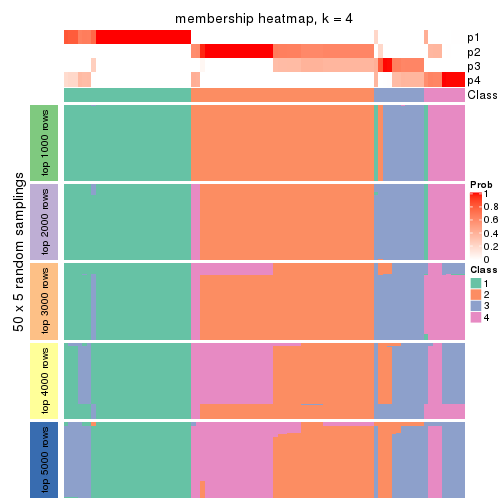 membership heatmap, k = 4
p1
p2
p3
p4
Class
50 x 5 random samplings
top 1000 rows
top 2000 rows
top 3000 rows
top 4000 rows
top 5000 rows
Prob
1
0.8
0.6
0.4
0.2
0
Class
1
2
3
4